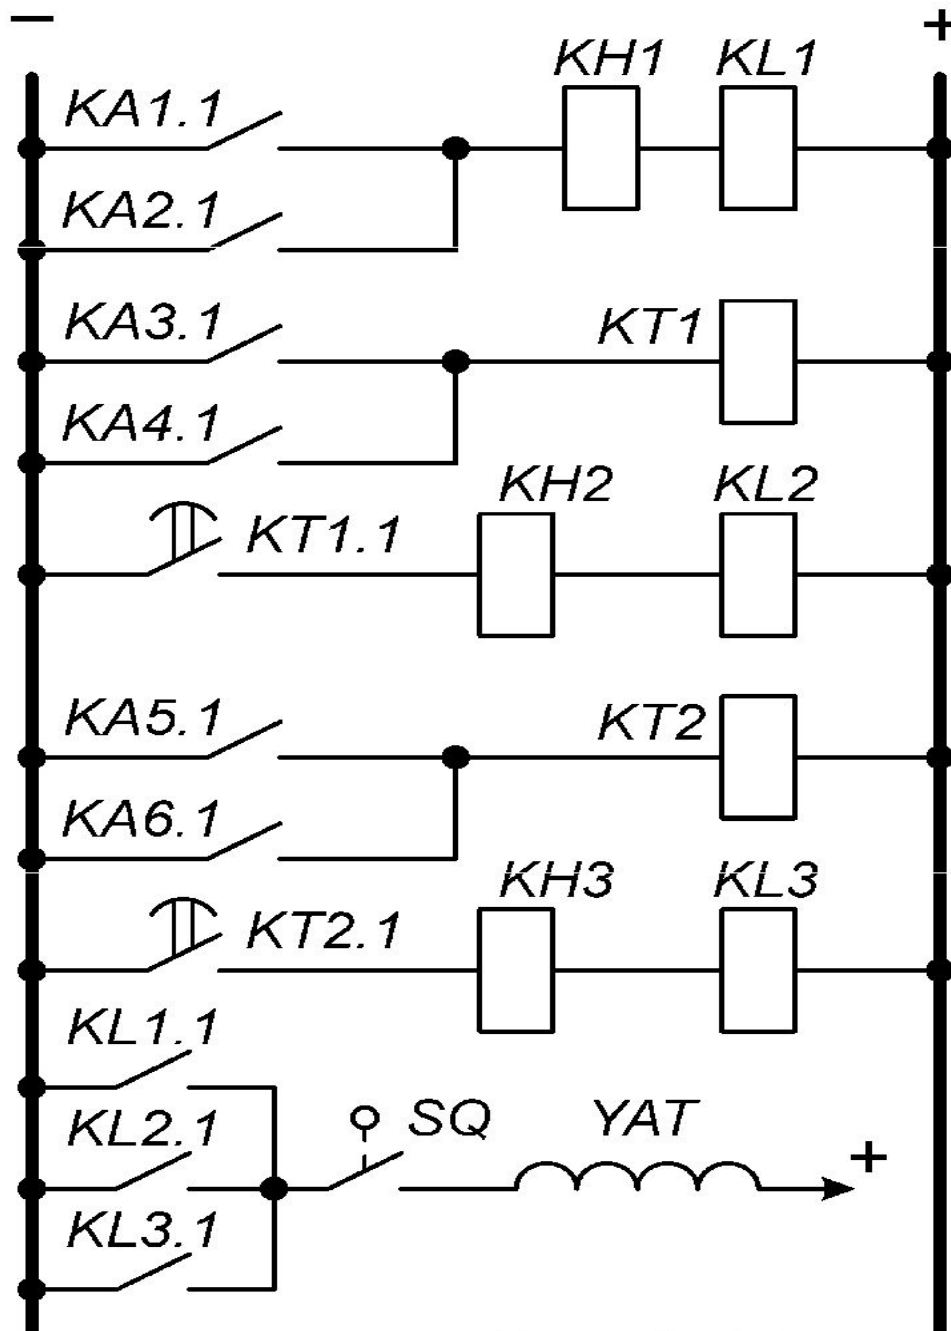 − +
KH1 KL1
KA1.1
KA2.1
KA3.1 KT1
KA4.1
KH2 KL2
KT1.1
KA5.1 KT2
KA6.1
KH3 KL3
KT2.1
KL1.1
SQ YAT
KL2.1
+
KL3.1